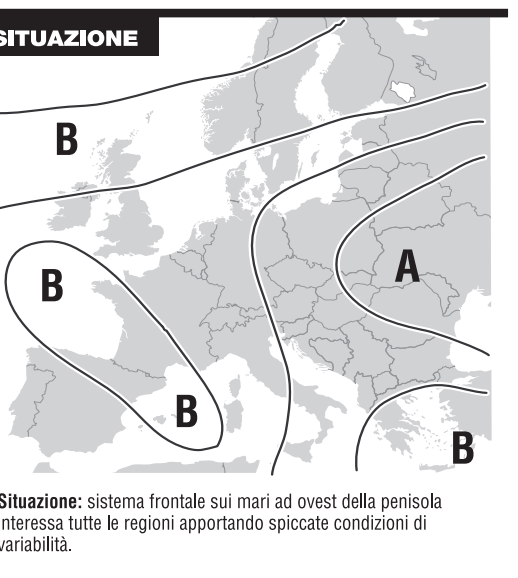 SITUAZIONE
B
B
A
B
B
Situazione: sistema frontale sui mari ad ovest della penisola
interessa tutte le regioni apportando spiccate condizioni di
variabilità.